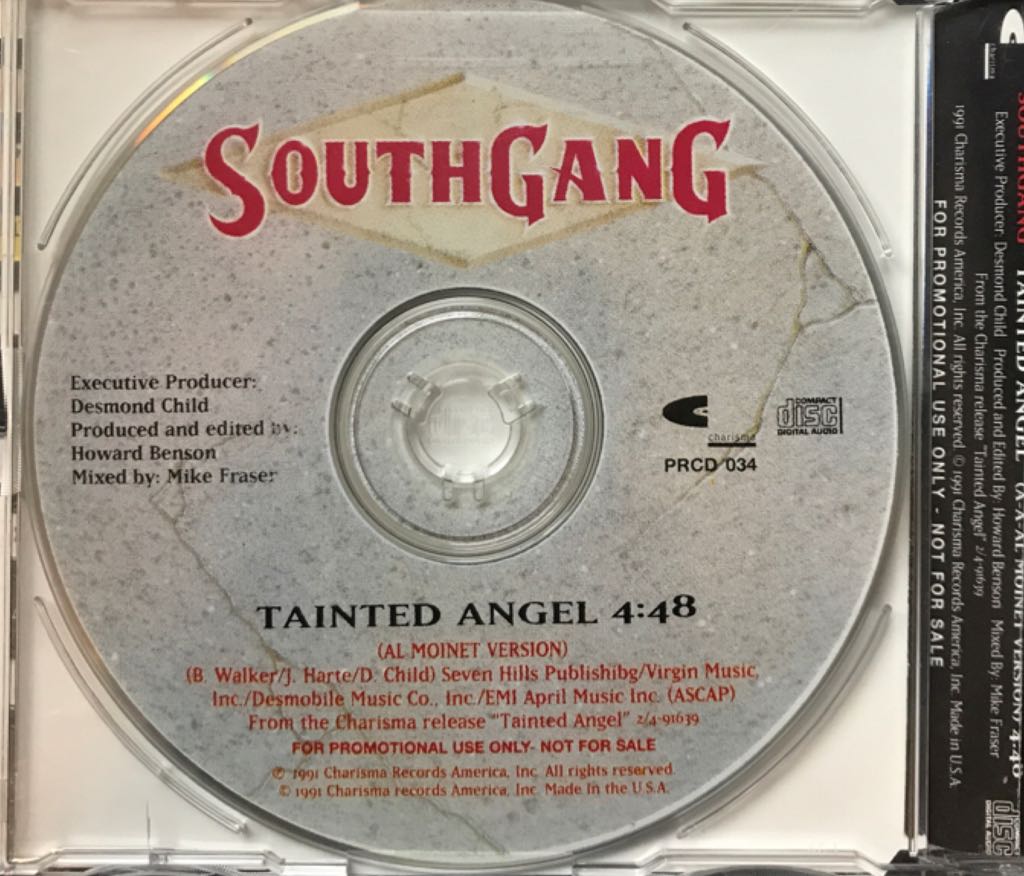 SOUTHGANG
Executive Producer:
Desmond Child
Produced and edited by:
Howard Benson
Mixed by: Mike Fraser
charisma
PRCD 034
COMPACT
disc
DIGITAL AUDIO
TAINTED ANGEL 4:48
(AL MOINET VERSION)
(B. Walker/J. Harte/D. Child) Seven Hills Publishibg/Virgin Music,
Inc./Desmobile Music Co., Inc./EMI April Music Inc. (ASCAP)
From the Charisma release "Tainted Angel" 2/4-91639
FOR PROMOTIONAL USE ONLY- NOT FOR SALE
℗ 1991 Charisma Records America, Inc. All rights reserved.
© 1991 Charisma records America, Inc. Made In the U.S.A.
charisma
SOUTHGANG TAINTED ANGEL (X-X-AL MOINET VERSION) 4:48
Executive Producer: Desmond Child Produced and Edited By: Howard Benson Mixed By: Mike Fraser
From the Charisma release "Tainted Angel" 2/4-91639
1991 Charisma Records America, Inc. All rights reserved. © 1991 Charisma Records America, Inc. Made in U.S.A.
FOR PROMOTIONAL USE ONLY - NOT FOR SALE
COMPACT
disc
DIGITAL AUDIO